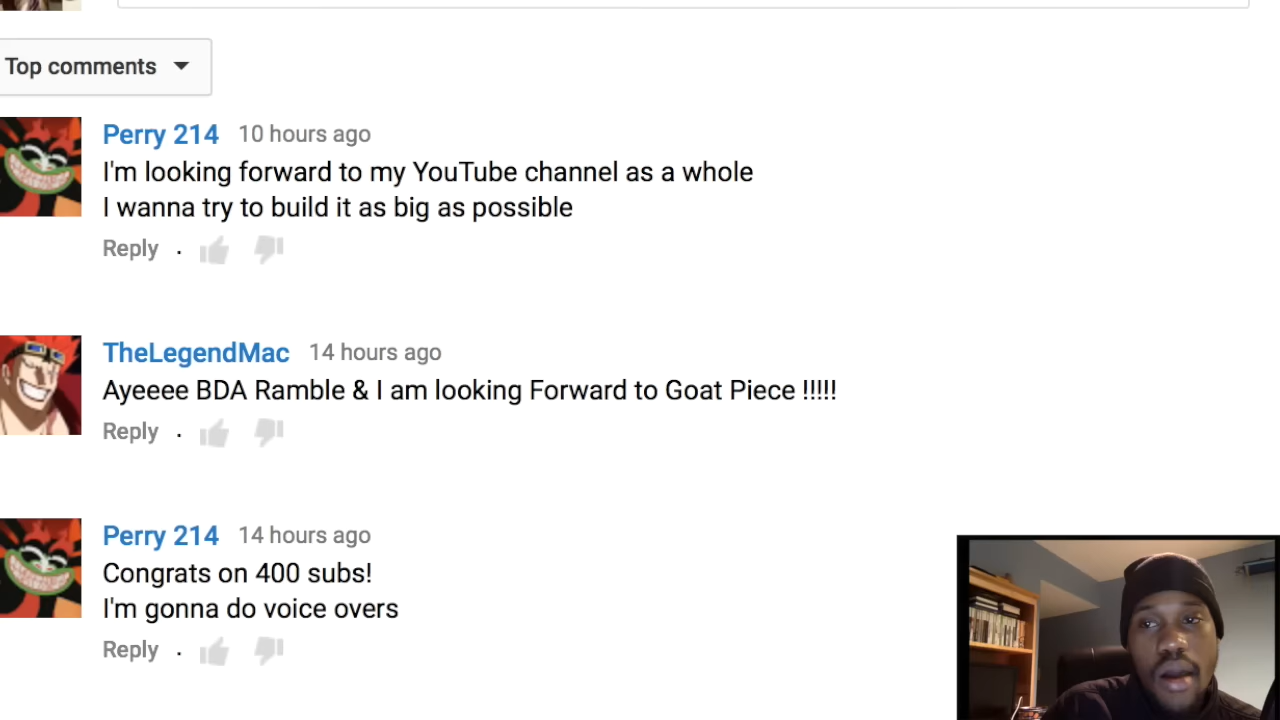 Top comments
Perry 214 10 hours ago
I'm looking forward to my YouTube channel as a whole
I wanna try to build it as big as possible
Reply .
TheLegendMac 14 hours ago
Ayeeee BDA Ramble & I am looking Forward to Goat Piece !!!!!
Reply .
Perry 214 14 hours ago
Congrats on 400 subs!
I'm gonna do voice overs
Reply .